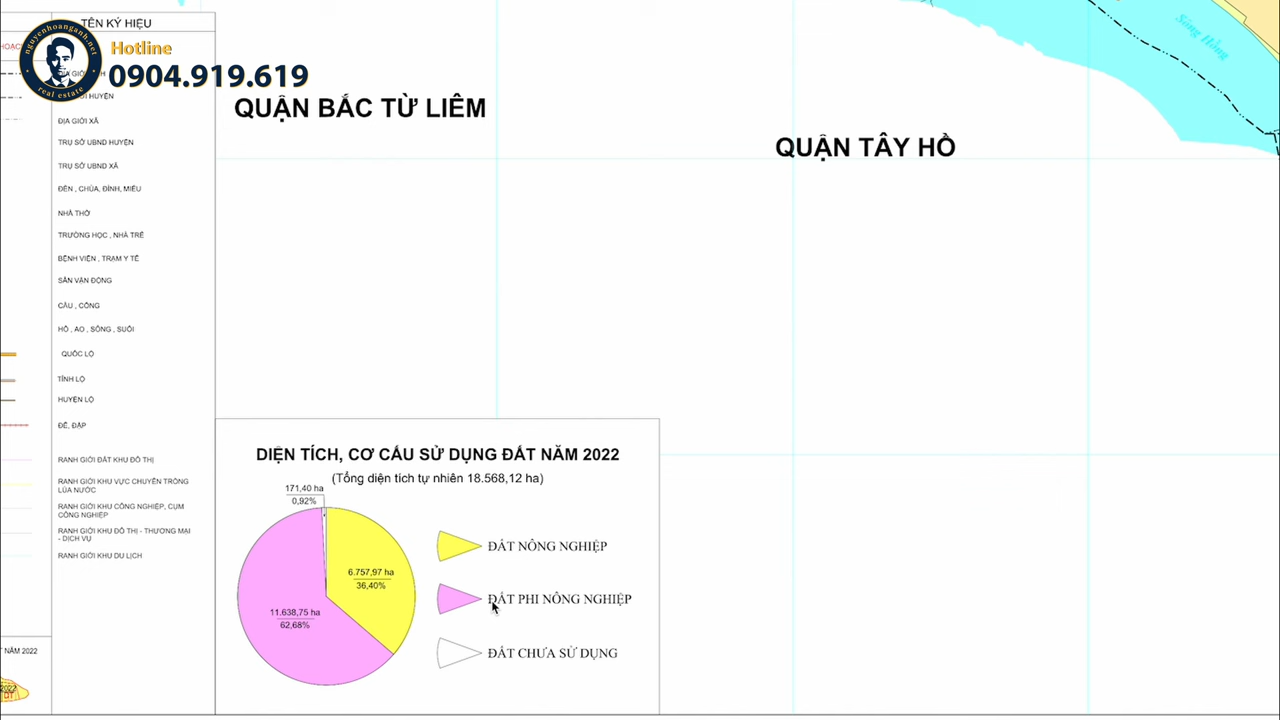 TÊN KÝ HIỆU
nguyenhoanganh.net
real estate
Hotline
0904.919.619
QUẬN BẮC TỪ LIÊM
QUẬN TÂY HỒ
Sông Hồng
ĐỊA GIỚI XÃ
TRỤ SỞ UBND HUYỆN
TRỤ SỞ UBND XÃ
ĐỀN , CHÙA, ĐÌNH, MIẾU
NHÀ THỜ
TRƯỜNG HỌC , NHÀ TRẺ
BỆNH VIỆN , TRẠM Y TẾ
SÂN VẬN ĐỘNG
CẦU , CỐNG
HỒ , AO , SÔNG , SUỐI
QUỐC LỘ
TỈNH LỘ
HUYỆN LỘ
ĐÊ, ĐẬP
RANH GIỚI ĐẤT KHU ĐÔ THỊ
RANH GIỚI KHU VỰC CHUYÊN TRỒNG
LÚA NƯỚC
RANH GIỚI KHU CÔNG NGHIỆP, CỤM
CÔNG NGHIỆP
RANH GIỚI KHU ĐÔ THỊ - THƯƠNG MẠI
- DỊCH VỤ
RANH GIỚI KHU DU LỊCH
NĂM 2022
DIỆN TÍCH, CƠ CẤU SỬ DỤNG ĐẤT NĂM 2022
(Tổng diện tích tự nhiên 18.568,12 ha)
171,40 ha
0,92%
6.757,97 ha
36,40%
11.638,75 ha
62,68%
ĐẤT NÔNG NGHIỆP
ĐẤT PHI NÔNG NGHIỆP
ĐẤT CHƯA SỬ DỤNG